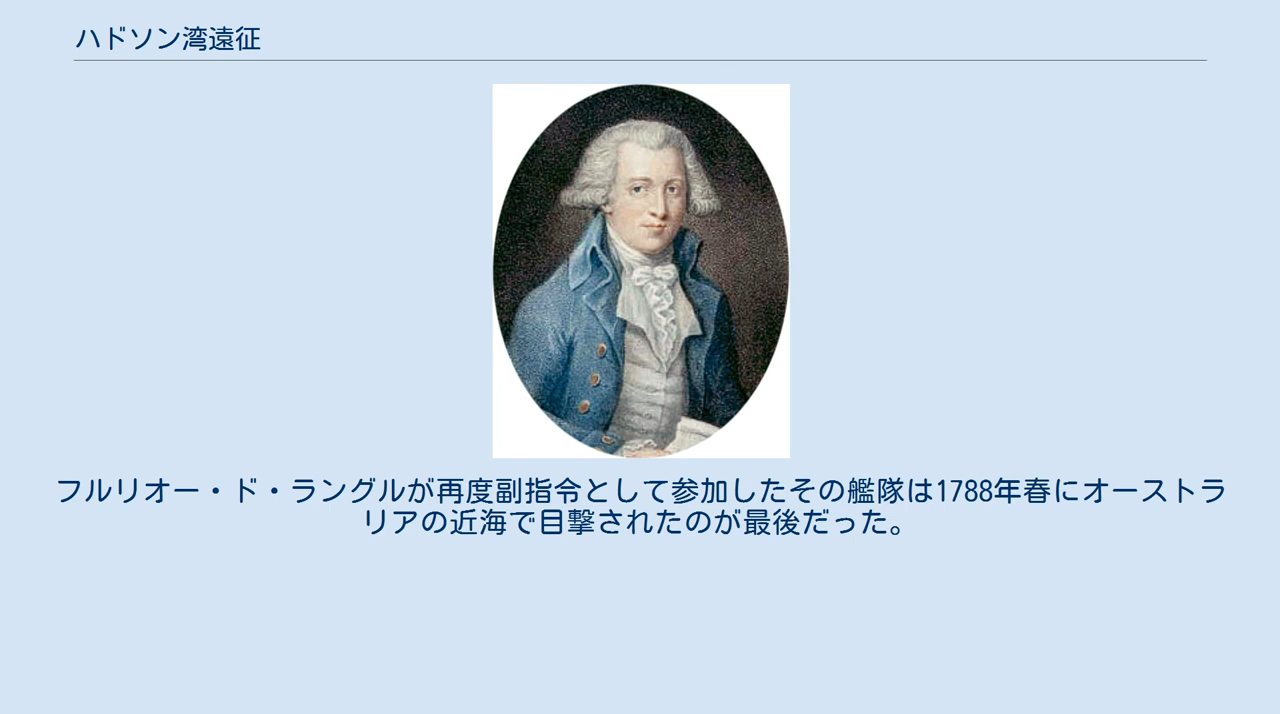 ハドソン湾遠征
フルリオー・ド・ラングルが再度副指令として参加したその艦隊は1788年春にオーストラ
リアの近海で目撃されたのが最後だった。